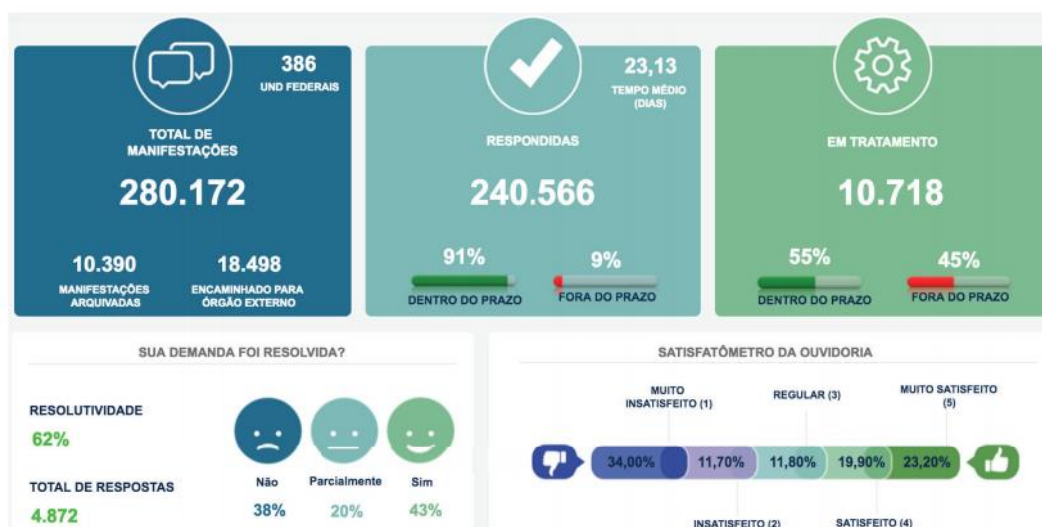 386
UND FEDERAIS
TOTAL DE
MANIFESTAÇÕES
280.172
10.390
MANIFESTAÇÕES
ARQUIVADAS
18.498
ENCAMINHADO PARA
ÓRGÃO EXTERNO
23,13
TEMPO MÉDIO
(DIAS)
RESPONDIDAS
240.566
91%
DENTRO DO PRAZO
9%
FORA DO PRAZO
EM TRATAMENTO
10.718
55%
DENTRO DO PRAZO
45%
FORA DO PRAZO
SUA DEMANDA FOI RESOLVIDA?
RESOLUTIVIDADE
62%
TOTAL DE RESPOSTAS
4.872
Não
38%
Parcialmente
20%
Sim
43%
SATISFATÔMETRO DA OUVIDORIA
MUITO
INSATISFEITO (1)
REGULAR (3)
MUITO SATISFEITO
(5)
34,00%
11,70%
11,80%
19,90%
23,20%
INSATISFEITO (2)
SATISFEITO (4)